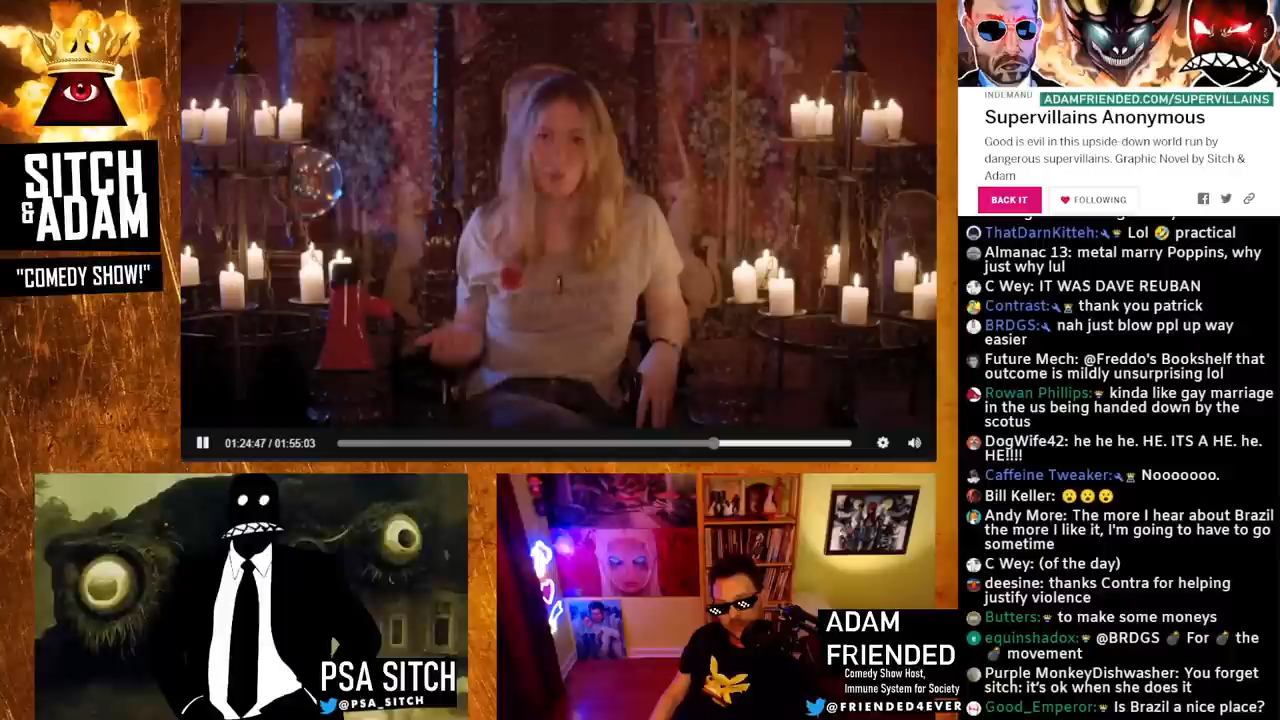 SITCH
& ADAM
"COMEDY SHOW!"
01:24:47 / 01:55:03
PSA SITCH
@PSA_SITCH
ADAM
FRIENDED
Comedy Show Host,
Immune System for Society
@FRIENDED4EVER
INDEMAND
ADAMFRIENDED.COM/SUPERVILLAINS
Supervillains Anonymous
Good is evil in this upside-down world run by
dangerous supervillains. Graphic Novel by Sitch &
Adam
BACK IT
FOLLOWING
ThatDarnKitteh: Lol 🤣 practical
Almanac 13: metal marry Poppins, why
just why lul
C Wey: IT WAS DAVE REUBAN
Contrast: thank you patrick
BRDGS: nah just blow ppl up way
easier
Future Mech: @Freddo's Bookshelf that
outcome is mildly unsurprising lol
Rowan Phillips: kinda like gay marriage
in the us being handed down by the
scotus
DogWife42: he he he. HE. ITS A HE. he.
HE!!!!
Caffeine Tweaker: Nooooooo.
Bill Keller: 😮😮😮
Andy More: The more I hear about Brazil
the more I like it, I'm going to have to go
sometime
C Wey: (of the day)
deesine: thanks Contra for helping
justify violence
Butters: to make some moneys
equinshadox: @BRDGS 💣 For 💣 the
💣 movement
Purple MonkeyDishwasher: You forget
sitch: it's ok when she does it
Good_Emperor: Is Brazil a nice place?